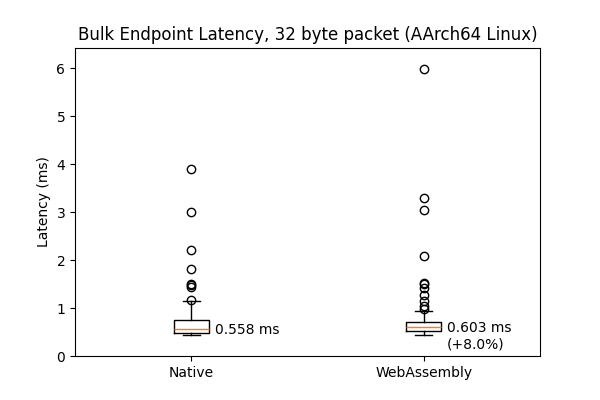 Bulk Endpoint Latency, 32 byte packet (AArch64 Linux)
Latency (ms)
6
5
4
3
2
1
0
0.558 ms
0.603 ms
(+8.0%)
Native
WebAssembly